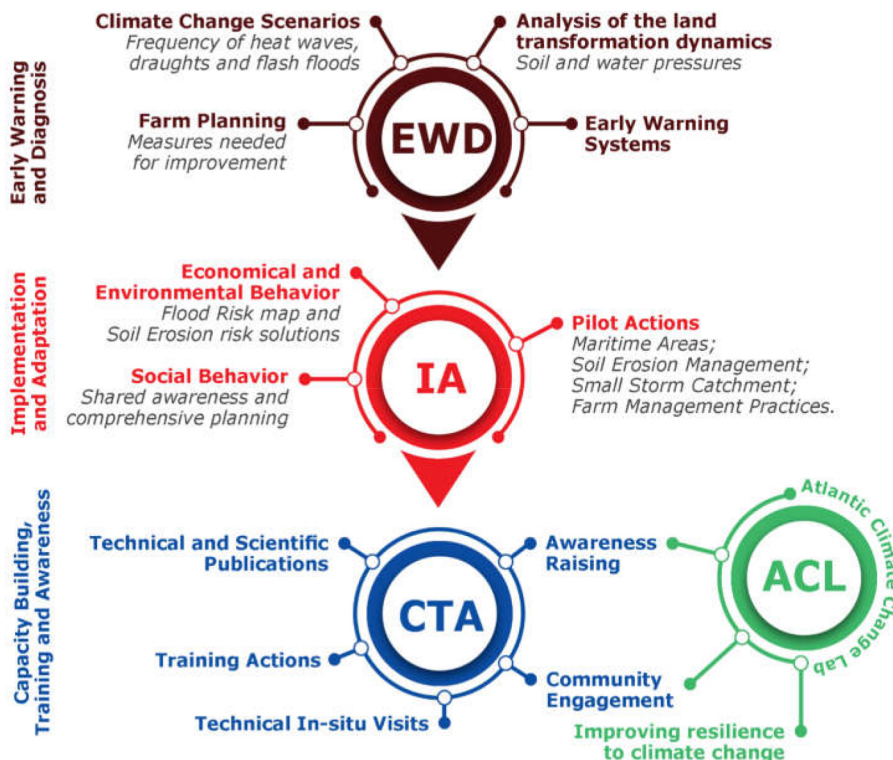 Early Warning
and Diagnosis
Climate Change Scenarios
Frequency of heat waves,
draughts and flash floods
Analysis of the land
transformation dynamics
Soil and water pressures
Farm Planning
Measures needed
for improvement
EWD
Early Warning
Systems
Implementation
and Adaptation
Economical and
Environmental Behavior
Flood Risk map and
Soil Erosion risk solutions
Social Behavior
Shared awareness and
comprehensive planning
IA
Pilot Actions
Maritime Areas;
Soil Erosion Management;
Small Storm Catchment;
Farm Management Practices.
Capacity Building,
Training and Awareness
Technical and Scientific
Publications
Training Actions
Technical In-situ Visits
CTA
Awareness
Raising
Community
Engagement
ACL
Atlantic Climate Change Lab
Improving resilience
to climate change